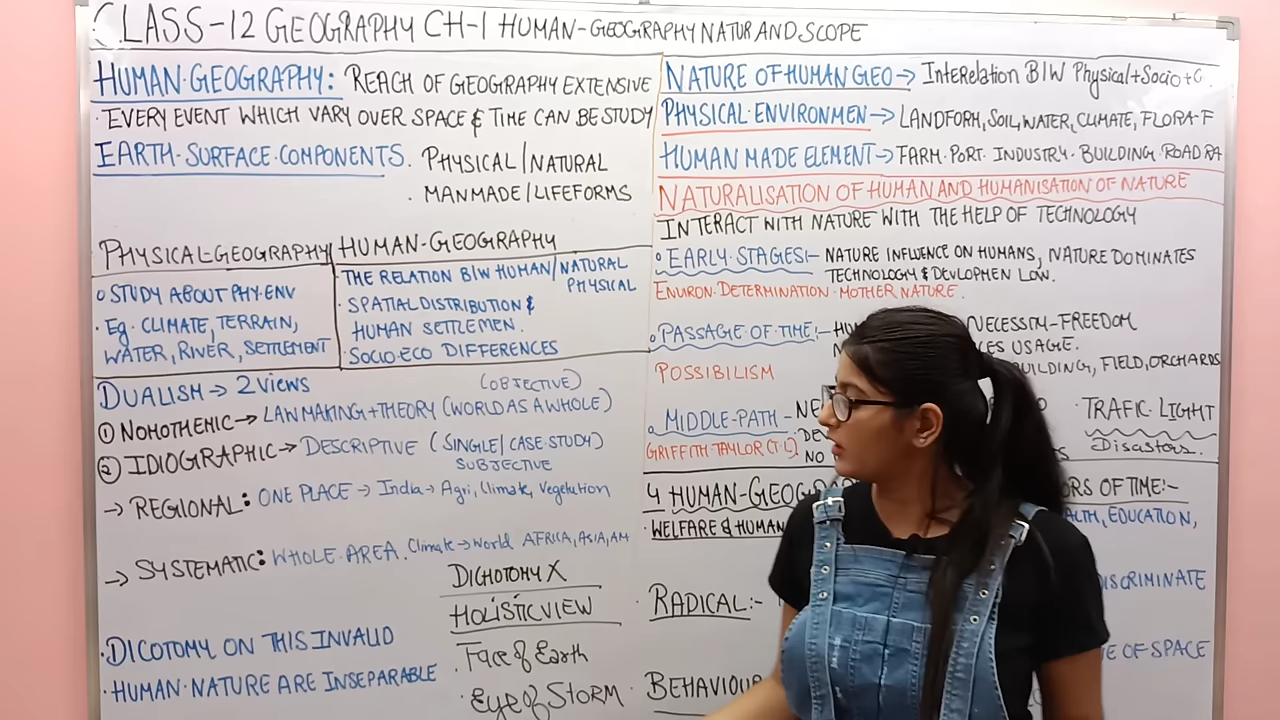 CLASS-12 GEOGRAPHY CH-1 HUMAN-GEOGRAPHY NATUR AND SCOPE
HUMAN·GEOGRAPHY: REACH OF GEOGRAPHY EXTENSIVE
·EVERY EVENT WHICH VARY OVER SPACE & TIME CAN BE STUDY
EARTH·SURFACE·COMPONENTS. PHYSICAL/NATURAL
· MANMADE/LIFEFORMS
PHYSICAL-GEOGRAPHY HUMAN-GEOGRAPHY
○ STUDY ABOUT PHY·ENV
· Eg. CLIMATE, TERRAIN,
WATER, RIVER, SETTLEMENT
THE RELATION B/W HUMAN/NATURAL
PHYSICAL
· SPATIAL DISTRIBUTION &
HUMAN SETTLEMEN.
· SOCIO·ECO DIFFERENCES
DUALISM → 2 VIEWS (OBJECTIVE)
① NOHOTHENIC → LAW MAKING + THEORY (WORLD AS A WHOLE)
② IDIOGRAPHIC → DESCRIPTIVE (SINGLE/CASE·STUDY)
SUBJECTIVE
→ REGIONAL: ONE PLACE → India → Agri, Climate, Vegetution
→ SYSTEMATIC: WHOLE·AREA. Climate → World AFRICA, ASIA, AM
DICHOTOMY X
HOLISTIC VIEW
· Face of Earth
· Eye of STORM
·DICOTOMY ON THIS INVALID
·HUMAN·NATURE ARE INSEPARABLE
NATURE OF HUMAN GEO → InteRelation B/W Physical+Socio+C
PHYSICAL·ENVIRONMEN → LANDFORM, SOIL, WATER, CLIMATE, FLORA-F
HUMAN MADE ELEMENT → FARM·PORT·INDUSTRY·BUILDING·ROAD RA
NATURALISATION OF HUMAN AND HUMANISATION OF NATURE
INTERACT WITH NATURE WITH THE HELP OF TECHNOLOGY
○ EARLY·STAGES:- NATURE INFLUENCE ON HUMANS, NATURE DOMINATES
TECHNOLOGY & DEVLOPMEN LOW.
ENVIRON·DETERMINATION·MOTHER NATURE.
○ PASSAGE OF TIME:- NECESSITY-FREEDOM
USAGE.
BUILDING, FIELD, ORCHARDS
POSSIBILISM
○ MIDDLE-PATH - · TRAFIC LIGHT
GRIFFITH·TAYLOR (T·L) Disastors.
NO
4 HUMAN-GEOGRA OF TIME:-
· WELFARE & HUMAN EDUCATION,
· RADICAL:- DISCRIMINATE
· BEHAVIOUR OF SPACE